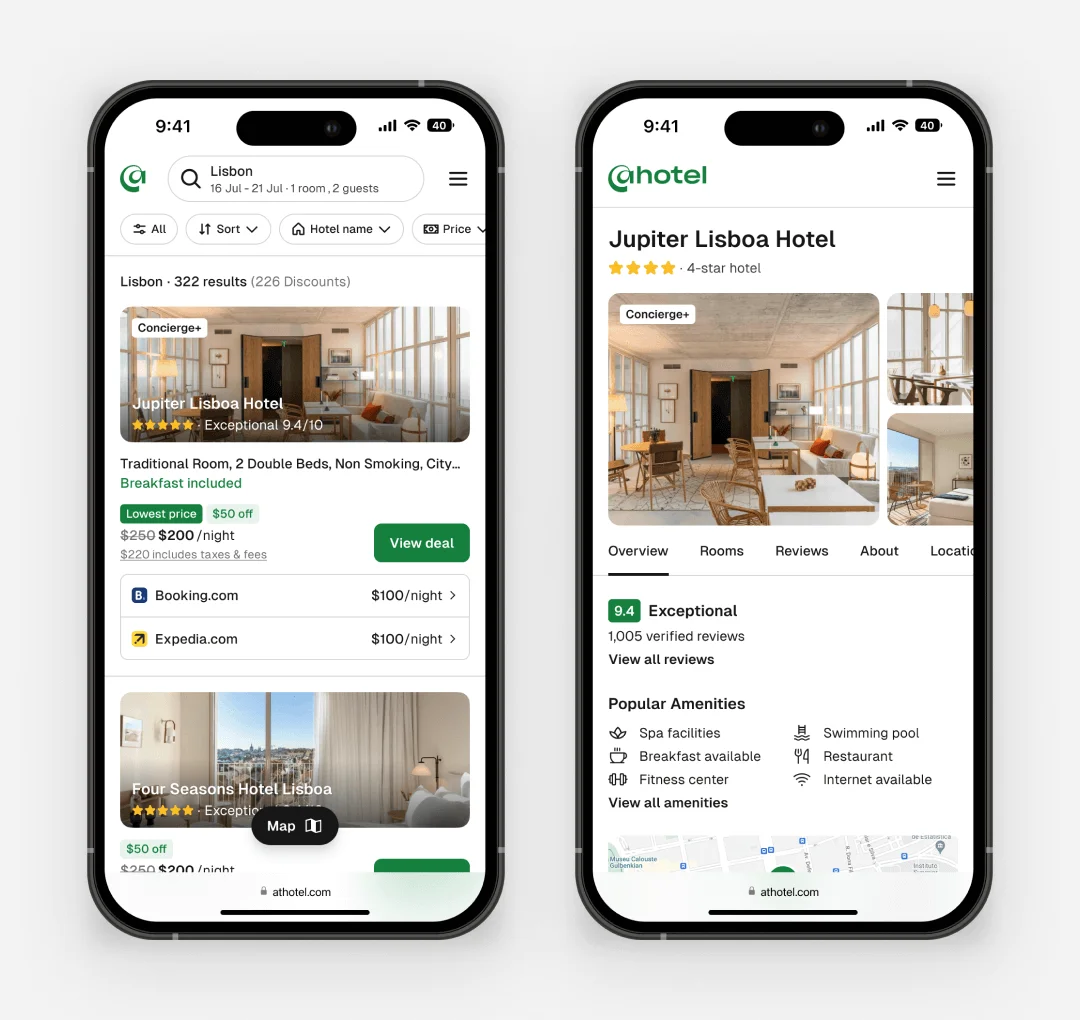 9:41
40
a
Lisbon
16 Jul - 21 Jul · 1 room , 2 guests
All
Sort
Hotel name
Price
Lisbon · 322 results (226 Discounts)
Concierge+
Jupiter Lisboa Hotel
· Exceptional 9.4/10
Traditional Room, 2 Double Beds, Non Smoking, City...
Breakfast included
Lowest price
$50 off
$250 $200 /night
$220 includes taxes & fees
View deal
B. Booking.com
$100/night
Expedia.com
$100/night
Four Seasons Hotel Lisboa
· Exceptio
Map
$50 off
$250 $200 /night
athotel.com
9:41
40
@hotel
Jupiter Lisboa Hotel
· 4-star hotel
Concierge+
Overview
Rooms
Reviews
About
Locatio
9.4 Exceptional
1,005 verified reviews
View all reviews
Popular Amenities
Spa facilities
Swimming pool
Breakfast available
Restaurant
Fitness center
Internet available
View all amenities
Museu Calouste
Gulbenkian
de Estatística
Instituto
athotel.com